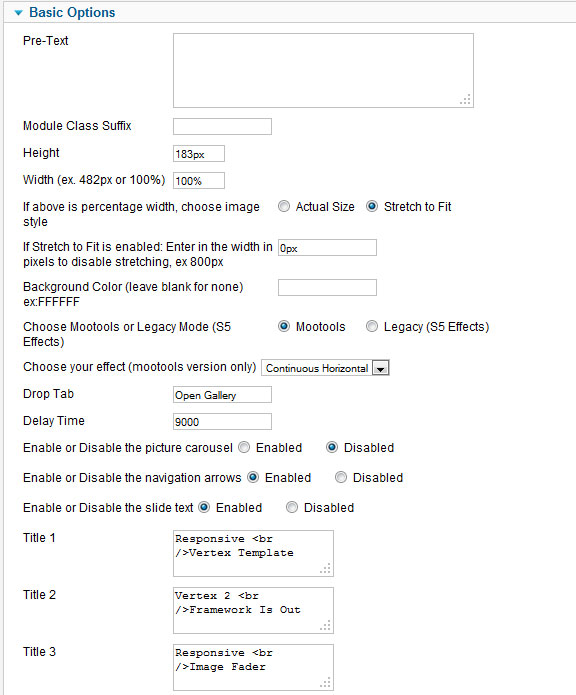 Basic Options
Pre-Text
Module Class Suffix
Height 183px
Width (ex. 482px or 100%) 100%
If above is percentage width, choose image Actual Size Stretch to Fit
style
If Stretch to Fit is enabled: Enter in the width in 0px
pixels to disable stretching, ex 800px
Background Color (leave blank for none)
ex:FFFFFF
Choose Mootools or Legacy Mode (S5 Mootools Legacy (S5 Effects)
Effects)
Choose your effect (mootools version only) Continuous Horizontal
Drop Tab Open Gallery
Delay Time 9000
Enable or Disable the picture carousel Enabled Disabled
Enable or Disable the navigation arrows Enabled Disabled
Enable or Disable the slide text Enabled Disabled
Title 1 Responsive <br
/>Vertex Template
Title 2 Vertex 2 <br
/>Framework Is Out
Title 3 Responsive <br
/>Image Fader